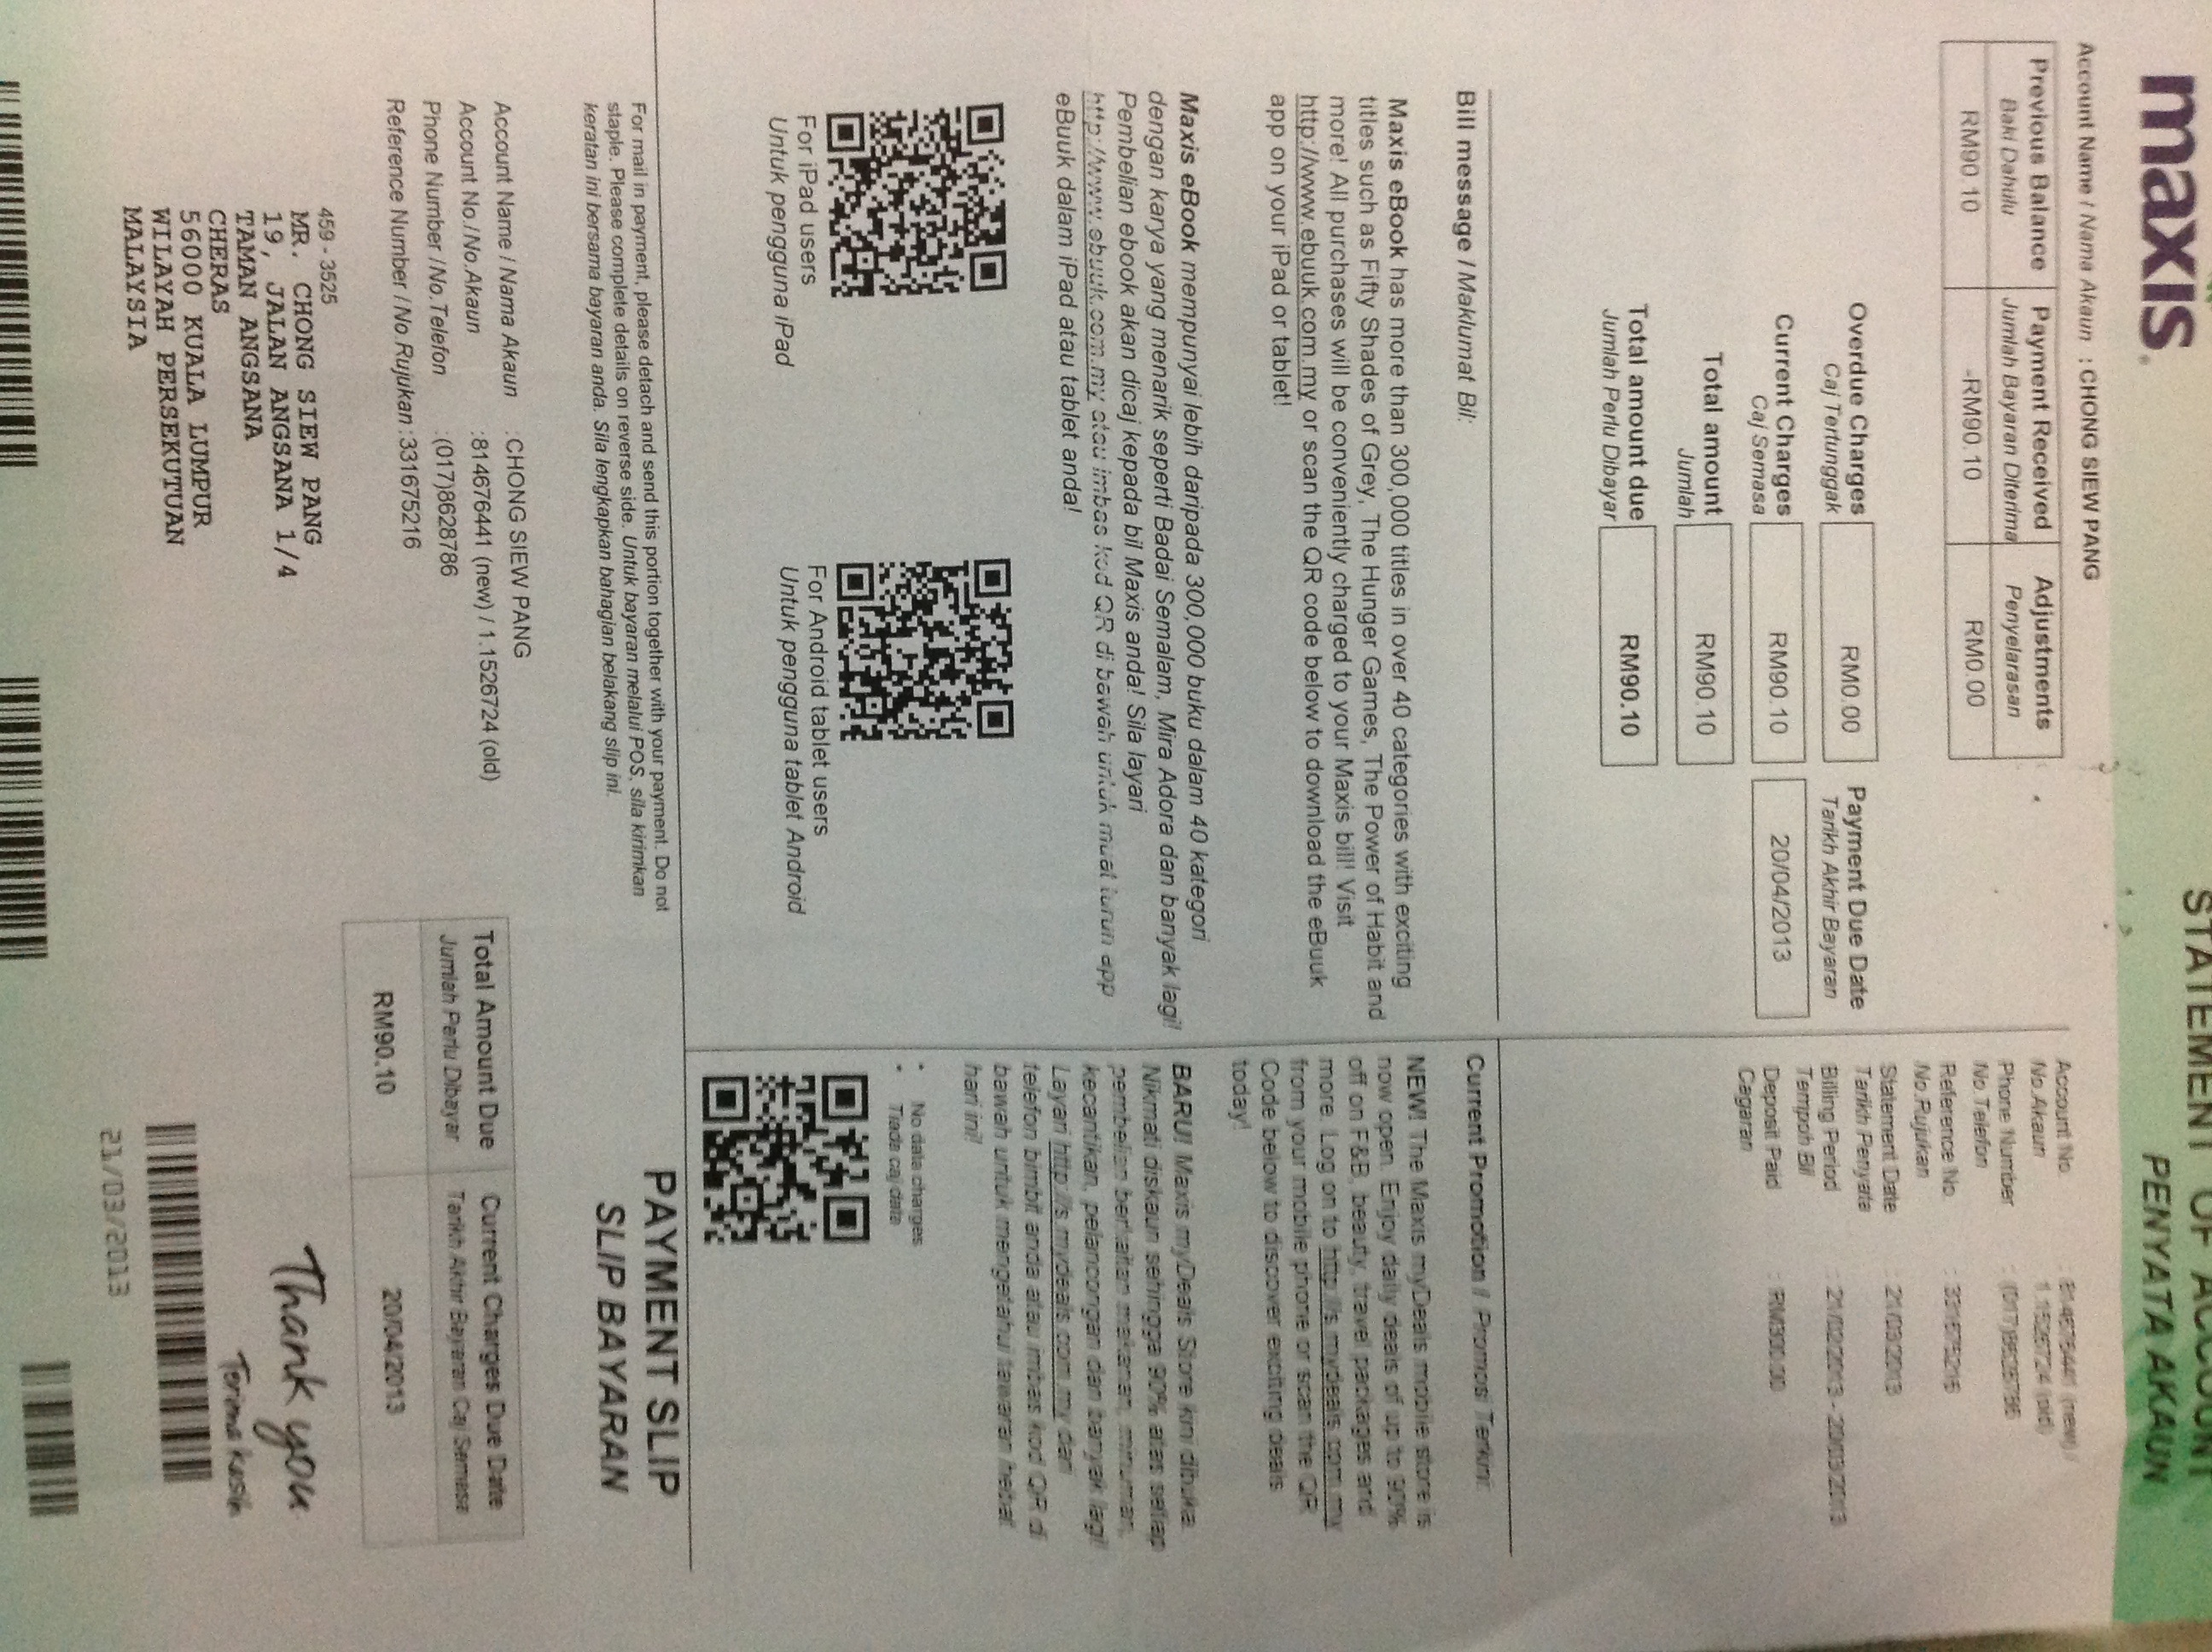 maxis
STATEMENT OF ACCOUNT
PENYATA AKAUN
Account Name / Nama Akaun : CHONG SIEW PANG
Previous Balance Payment Received Adjustments
Baki Dahulu Jumlah Bayaran Diterima Penyelarasan
RM90.10 -RM90.10 RM0.00
Overdue Charges RM0.00
Caj Tertunggak
Payment Due Date
Tarikh Akhir Bayaran
Current Charges RM90.10 20/04/2013
Caj Semasa
Total amount RM90.10
Jumlah
Total amount due RM90.10
Jumlah Perlu Dibayar
Account No. : 814676441 (new) /
No.Akaun 1.1526724 (old)
Phone Number : (017)8628786
No.Telefon
Reference No. : 331675216
No.Rujukan
Statement Date : 21/03/2013
Tarikh Penyata
Billing Period : 21/02/2013 - 20/03/2013
Tempoh Bil
Deposit Paid : RM300.00
Cagaran
Bill message / Maklumat Bil:
Maxis eBook has more than 300,000 titles in over 40 categories with exciting
titles such as Fifty Shades of Grey, The Hunger Games, The Power of Habit and
more! All purchases will be conveniently charged to your Maxis bill! Visit
http://www.ebuuk.com.my or scan the QR code below to download the eBuuk
app on your iPad or tablet!
Maxis eBook mempunyai lebih daripada 300,000 buku dalam 40 kategori
dengan karya yang menarik seperti Badai Semalam, Mira Adora dan banyak lagi!
Pembelian ebook akan dicaj kepada bil Maxis anda! Sila layari
http://www.ebuuk.com.my atau imbas kod QR di bawah untuk muat turun app
eBuuk dalam iPad atau tablet anda!
For iPad users
Untuk pengguna iPad
For Android tablet users
Untuk pengguna tablet Android
Current Promotion / Promosi Terkini:
NEW! The Maxis myDeals mobile store is
now open. Enjoy daily deals of up to 90%
off on F&B, beauty, travel packages and
more. Log on to http://s.mydeals.com.my
from your mobile phone or scan the QR
Code below to discover exciting deals
today!
BARU! Maxis myDeals Store kini dibuka.
Nikmati diskaun sehingga 90% atas setiap
pembelian berkaitan makanan, minuman,
kecantikan, pelancongan dan banyak lagi!
Layari http://s.mydeals.com.my dari
telefon bimbit anda atau imbas kod QR di
bawah untuk mengetahui tawaran hebat
hari ini!
* No data charges
* Tiada caj data
For mail in payment, please detach and send this portion together with your payment. Do not
staple. Please complete details on reverse side. Untuk bayaran melalui POS, sila kirimkan
keratan ini bersama bayaran anda. Sila lengkapkan bahagian belakang slip ini.
PAYMENT SLIP
SLIP BAYARAN
Account Name / Nama Akaun : CHONG SIEW PANG
Account No./No.Akaun :814676441 (new) / 1.1526724 (old)
Phone Number /No.Telefon :(017)8628786
Reference Number /No.Rujukan :331675216
Total Amount Due Current Charges Due Date
Jumlah Perlu Dibayar Tarikh Akhir Bayaran Caj Semasa
RM90.10 20/04/2013
459 - 3525
MR. CHONG SIEW PANG
19, JALAN ANGSANA 1/4
TAMAN ANGSANA
CHERAS
56000 KUALA LUMPUR
WILAYAH PERSEKUTUAN
MALAYSIA
Thank you
Terima kasih
21/03/2013